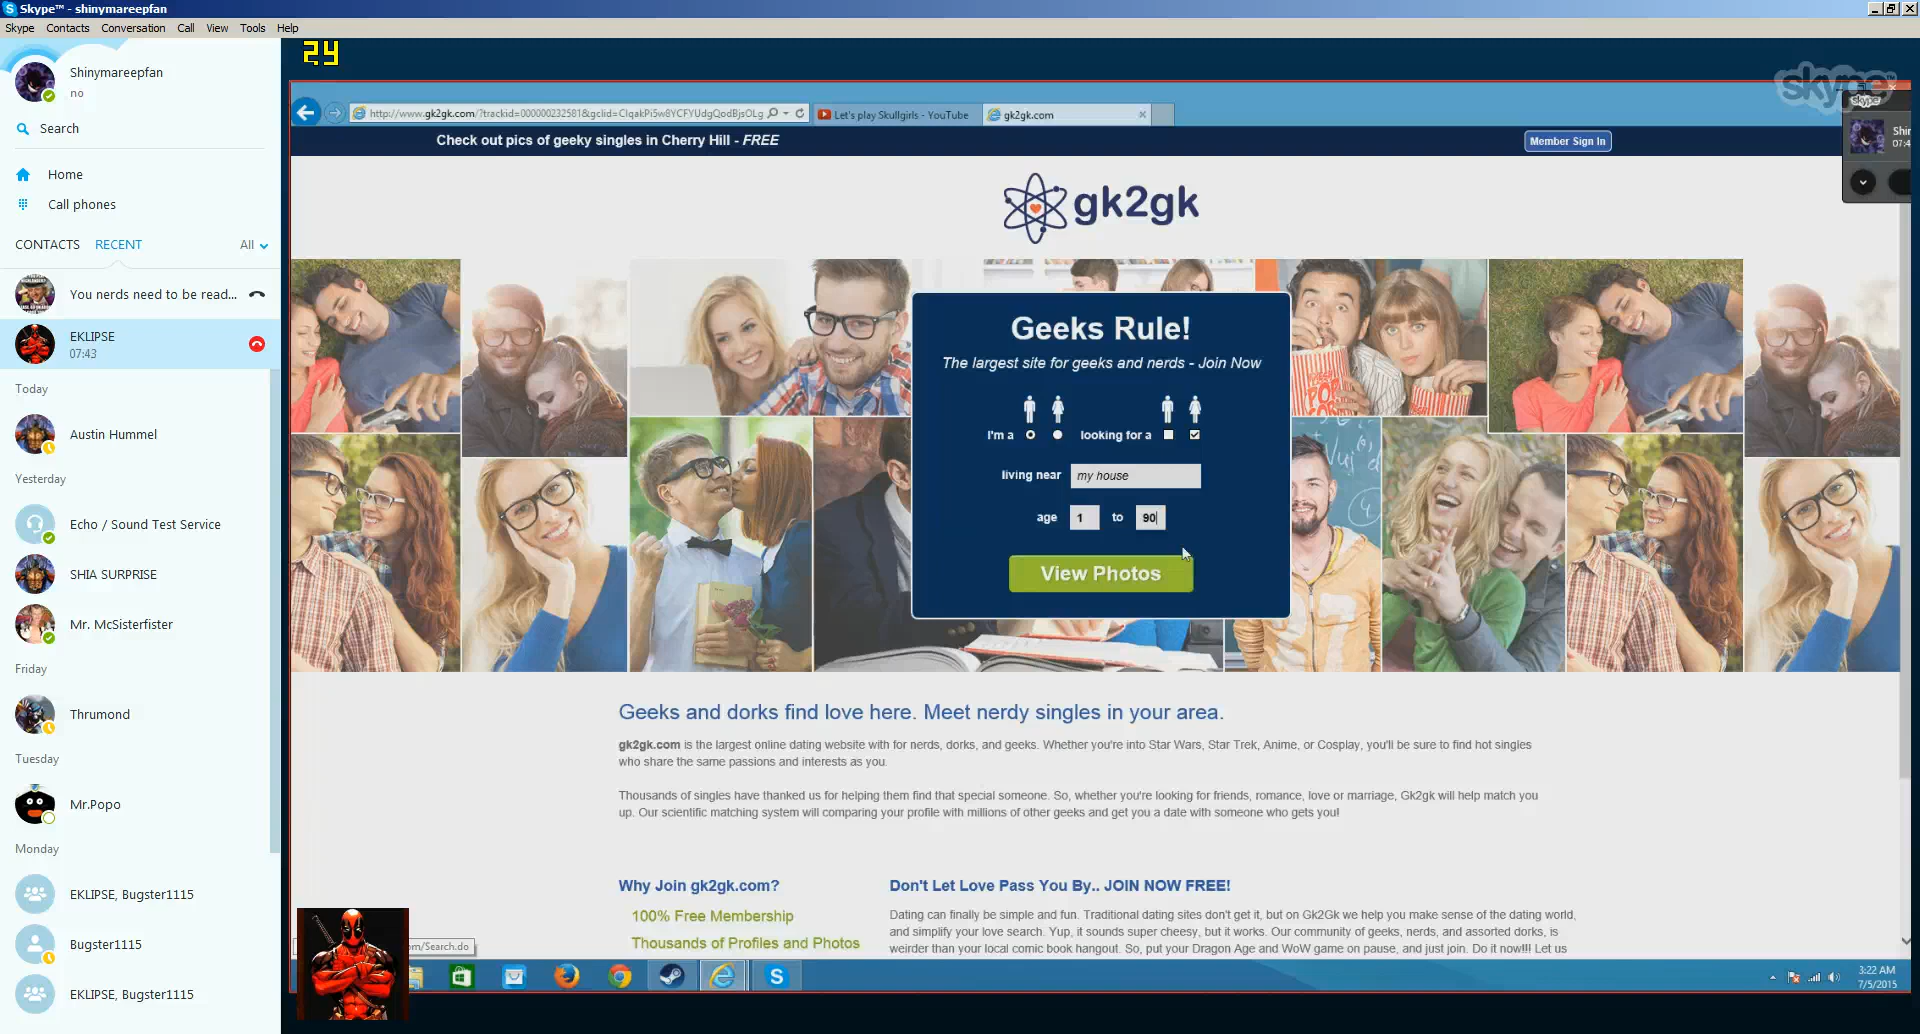 Skype™ - shinymareepfan
Skype Contacts Conversation Call View Tools Help
Shinymareepfan
no
Search
Home
Call phones
CONTACTS RECENT All
You nerds need to be read...
EKLIPSE
07:43
Today
Austin Hummel
Yesterday
Echo / Sound Test Service
SHIA SURPRISE
Mr. McSisterfister
Friday
Thrumond
Tuesday
Mr.Popo
Monday
EKLIPSE, Bugster1115
Bugster1115
EKLIPSE, Bugster1115
24
skype™
skype
Shin
07:4
Let's play Skullgirls - YouTube
gk2gk.com
Check out pics of geeky singles in Cherry Hill - FREE
Member Sign In
gk2gk
Geeks Rule!
The largest site for geeks and nerds - Join Now
I'm a looking for a
living near my house
age 1 to 90
View Photos
Geeks and dorks find love here. Meet nerdy singles in your area.
gk2gk.com is the largest online dating website with for nerds, dorks, and geeks. Whether you're into Star Wars, Star Trek, Anime, or Cosplay, you'll be sure to find hot singles
who share the same passions and interests as you.
Thousands of singles have thanked us for helping them find that special someone. So, whether you're looking for friends, romance, love or marriage, Gk2gk will help match you
up. Our scientific matching system will comparing your profile with millions of other geeks and get you a date with someone who gets you!
Why Join gk2gk.com?
100% Free Membership
Thousands of Profiles and Photos
Don't Let Love Pass You By.. JOIN NOW FREE!
Dating can finally be simple and fun. Traditional dating sites don't get it, but on Gk2Gk we help you make sense of the dating world,
and simplify your love search. Yup, it sounds super cheesy, but it works. Our community of geeks, nerds, and assorted dorks, is
weirder than your local comic book hangout. So, put your Dragon Age and WoW game on pause, and just join. Do it now!!! Let us
om/Search.do
3:22 AM
7/5/2015